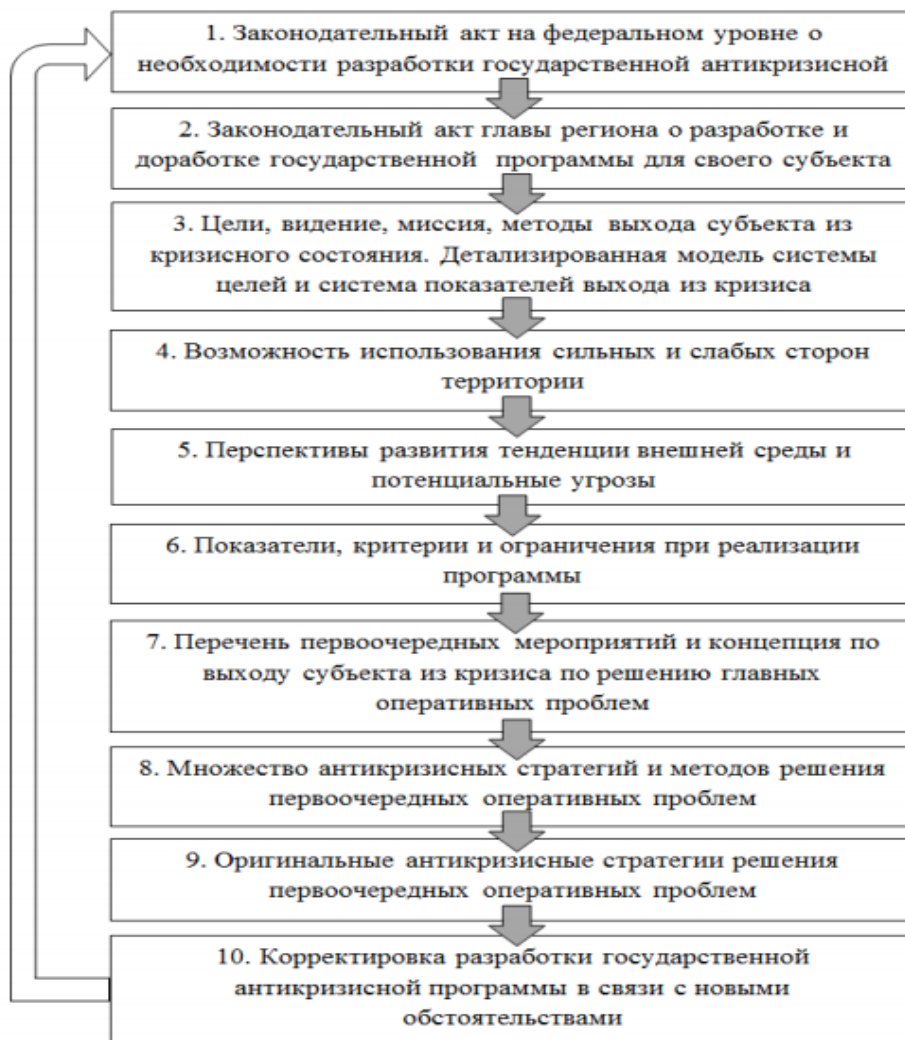 1. Законодательный акт на федеральном уровне о
необходимости разработки государственной антикризисной
2. Законодательный акт главы региона о разработке и
доработке государственной программы для своего субъекта
3. Цели, видение, миссия, методы выхода субъекта из
кризисного состояния. Детализированная модель системы
целей и система показателей выхода из кризиса
4. Возможность использования сильных и слабых сторон
территории
5. Перспективы развития тенденции внешней среды и
потенциальные угрозы
6. Показатели, критерии и ограничения при реализации
программы
7. Перечень первоочередных мероприятий и концепция по
выходу субъекта из кризиса по решению главных
оперативных проблем
8. Множество антикризисных стратегий и методов решения
первоочередных оперативных проблем
9. Оригинальные антикризисные стратегии решения
первоочередных оперативных проблем
10. Корректировка разработки государственной
антикризисной программы в связи с новыми
обстоятельствами